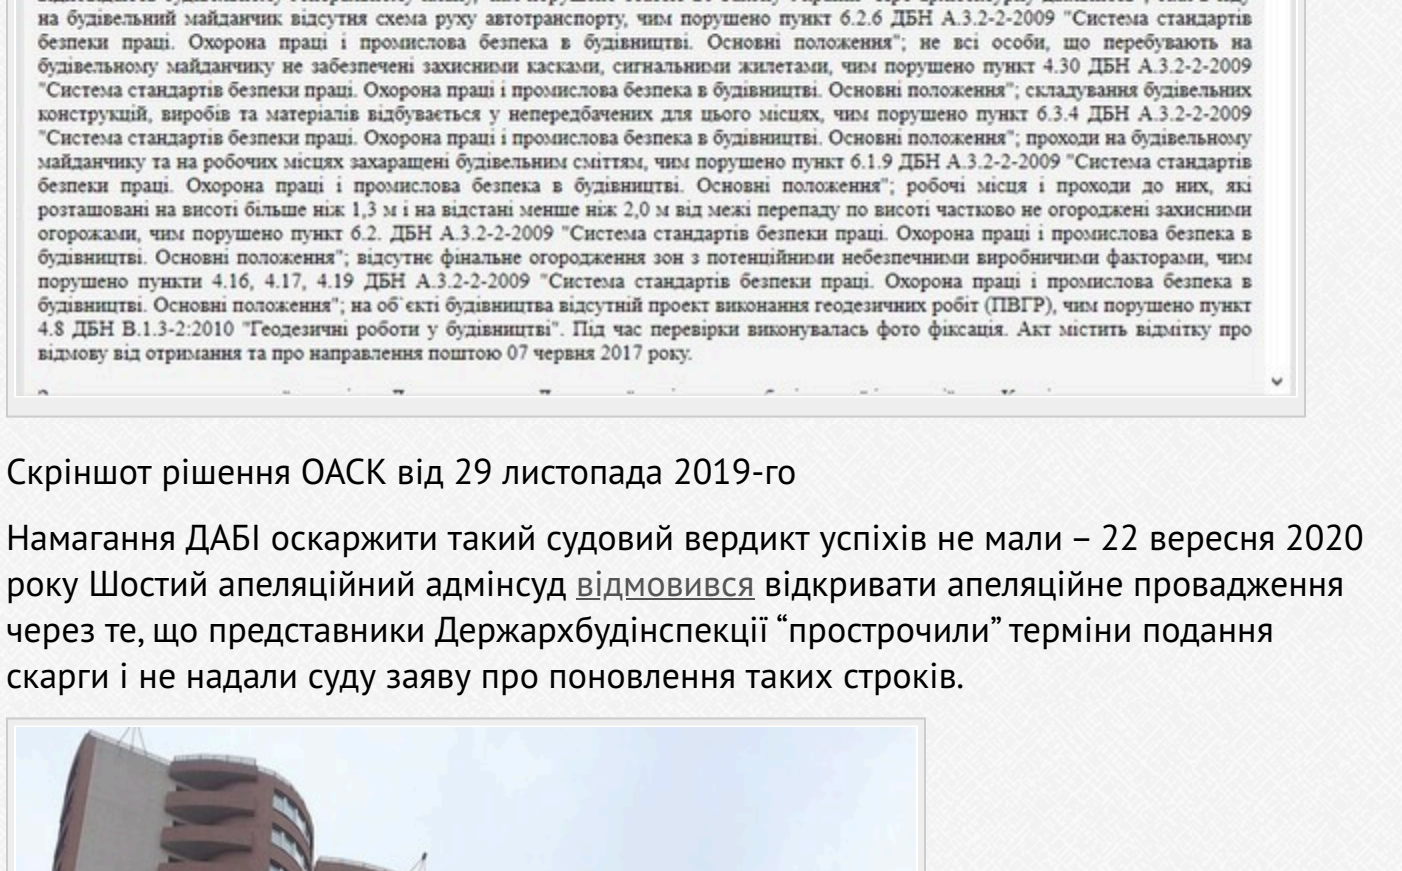 на будівельний майданчик відсутня схема руху автотранспорту, чим порушено пункт 6.2.6 ДБН А.3.2-2-2009 "Система стандартів
безпеки праці. Охорона праці і промислова безпека в будівництві. Основні положення"; не всі особи, що перебувають на
будівельному майданчику не забезпечені захисними касками, сигнальними жилетами, чим порушено пункт 4.30 ДБН А.3.2-2-2009
"Система стандартів безпеки праці. Охорона праці і промислова безпека в будівництві. Основні положення"; складування будівельних
конструкцій, виробів та матеріалів відбувається у непередбачених для цього місцях, чим порушено пункт 6.3.4 ДБН А.3.2-2-2009
"Система стандартів безпеки праці. Охорона праці і промислова безпека в будівництві. Основні положення"; проходи на будівельному
майданчику та на робочих місцях захаращені будівельним сміттям, чим порушено пункт 6.1.9 ДБН А.3.2-2-2009 "Система стандартів
безпеки праці. Охорона праці і промислова безпека в будівництві. Основні положення"; робочі місця і проходи до них, які
розташовані на висоті більше ніж 1,3 м і на відстані менше ніж 2,0 м від межі перепаду по висоті частково не огороджені захисними
огорожами, чим порушено пункт 6.2. ДБН А.3.2-2-2009 "Система стандартів безпеки праці. Охорона праці і промислова безпека в
будівництві. Основні положення"; відсутнє фінальне огородження зон з потенційними небезпечними виробничими факторами, чим
порушено пункти 4.16, 4.17, 4.19 ДБН А.3.2-2-2009 "Система стандартів безпеки праці. Охорона праці і промислова безпека в
будівництві. Основні положення"; на об`єкті будівництва відсутній проект виконання геодезичних робіт (ПВГР), чим порушено пункт
4.8 ДБН В.1.3-2:2010 "Геодезичні роботи у будівництві". Під час перевірки виконувалась фото фіксація. Акт містить відмітку про
відмову від отримання та про направлення поштою 07 червня 2017 року.
Скріншот рішення ОАСК від 29 листопада 2019-го
Намагання ДАБІ оскаржити такий судовий вердикт успіхів не мали – 22 вересня 2020
року Шостий апеляційний адмінсуд відмовився відкривати апеляційне провадження
через те, що представники Держархбудінспекції “прострочили” терміни подання
скарги і не надали суду заяву про поновлення таких строків.